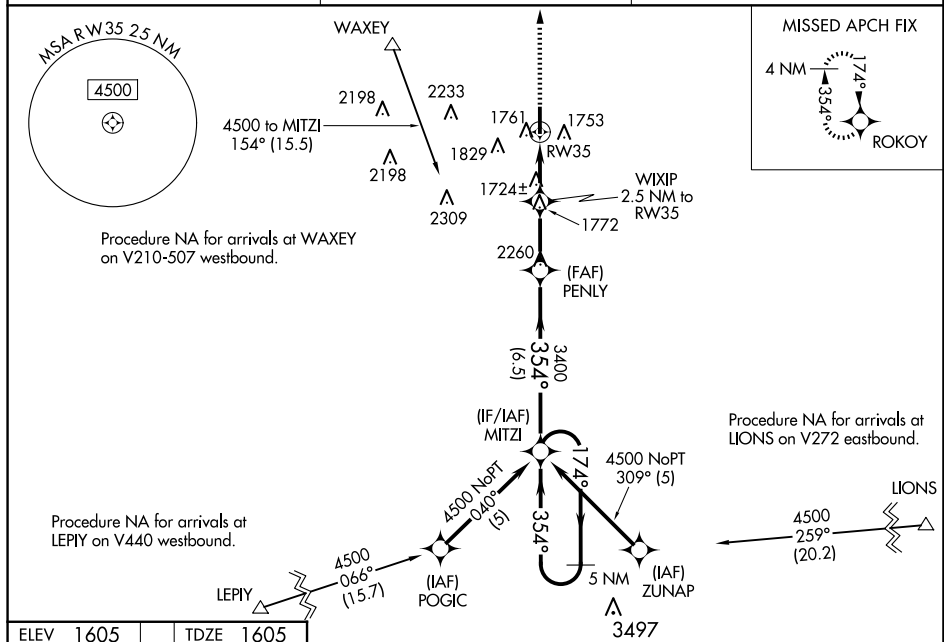 MSA RW35 25 NM
4500
WAXEY
4500 to MITZI
154° (15.5)
2198
2233
2198
2309
1761
1753
1829
RW35
1724±
WIXIP
2.5 NM to
RW35
1772
MISSED APCH FIX
4 NM
174°
354°
ROKOY
Procedure NA for arrivals at WAXEY
on V210-507 westbound.
2260
(FAF)
PENLY
3400
354°
(6.5)
(IF/IAF)
MITZI
174°
354°
5 NM
4500 NoPT
309° (5)
4500 NoPT
040°
(5)
Procedure NA for arrivals at
LIONS on V272 eastbound.
LIONS
4500
259°
(20.2)
Procedure NA for arrivals at
LEPIY on V440 westbound.
LEPIY
4500
066°
(15.7)
(IAF)
POGIC
(IAF)
ZUNAP
3497
ELEV 1605
TDZE 1605